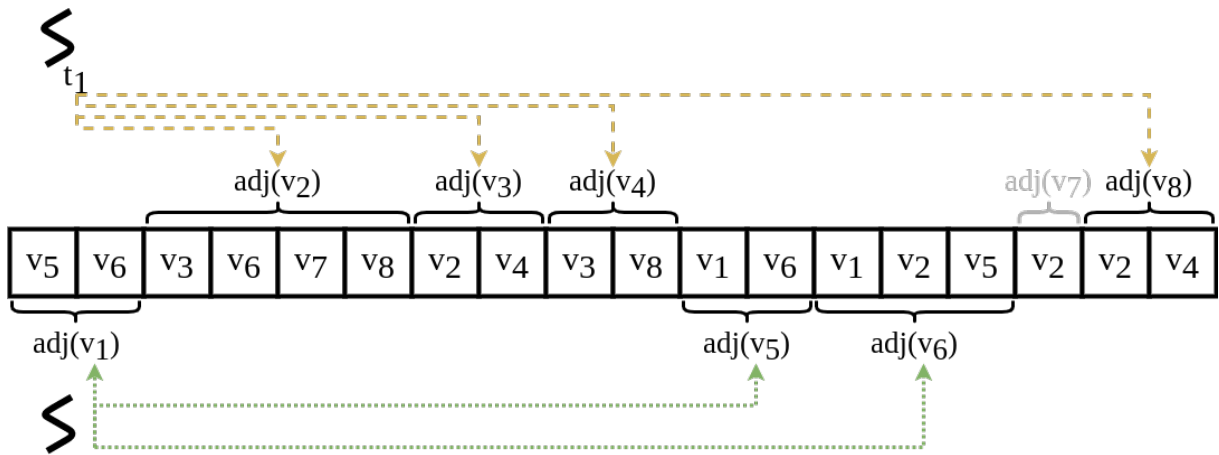 t1
adj(v2) adj(v3) adj(v4) adj(v7) adj(v8)
v5 v6 v3 v6 v7 v8 v2 v4 v3 v8 v1 v6 v1 v2 v5 v2 v2 v4
adj(v1) adj(v5) adj(v6)